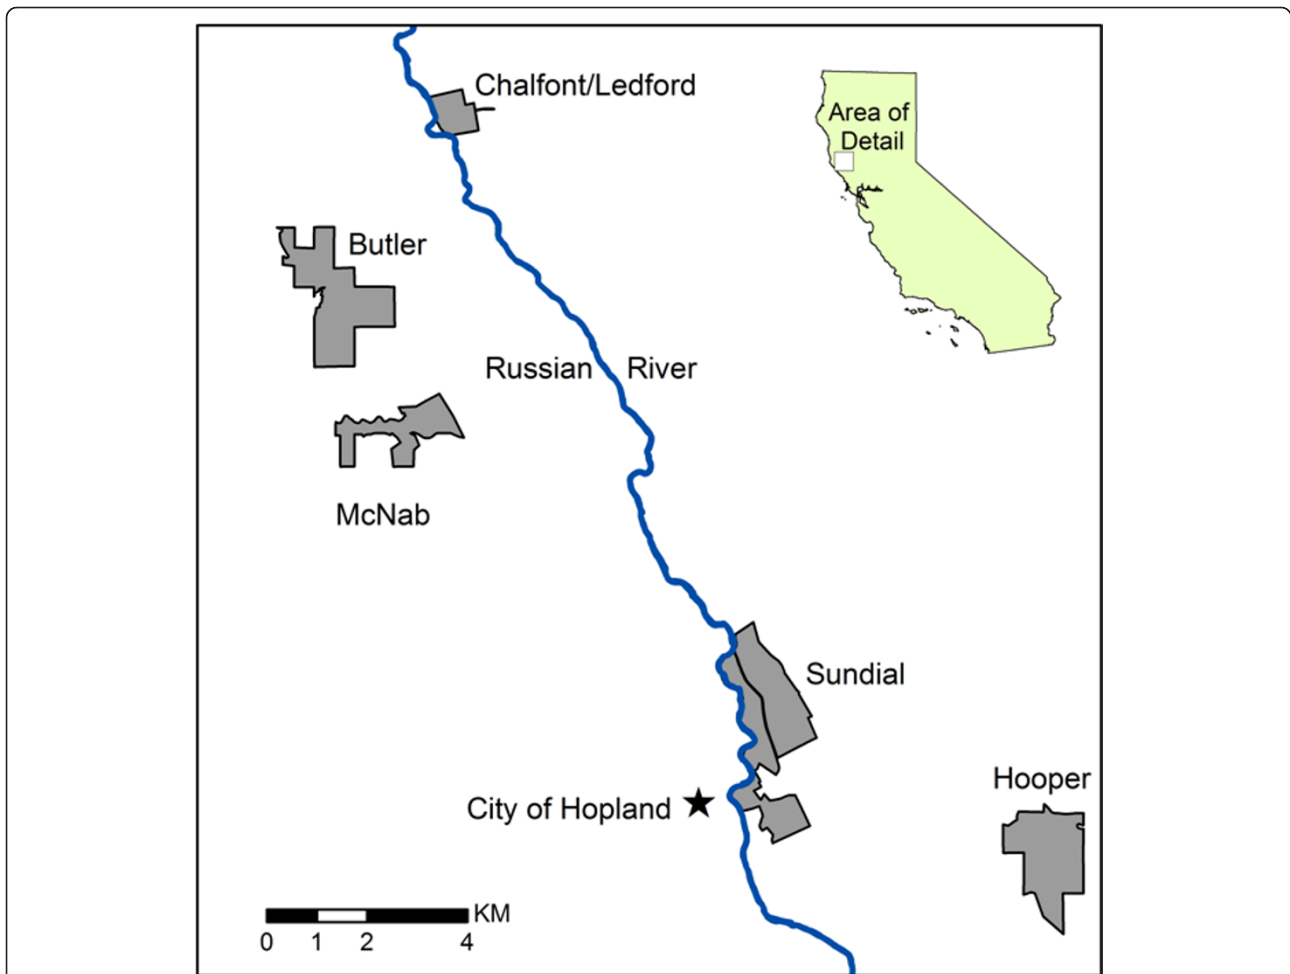 Chalfont/Ledford
Area of
Detail
Butler
Russian River
McNab
Sundial
Hooper
City of Hopland
KM
0 1 2 4